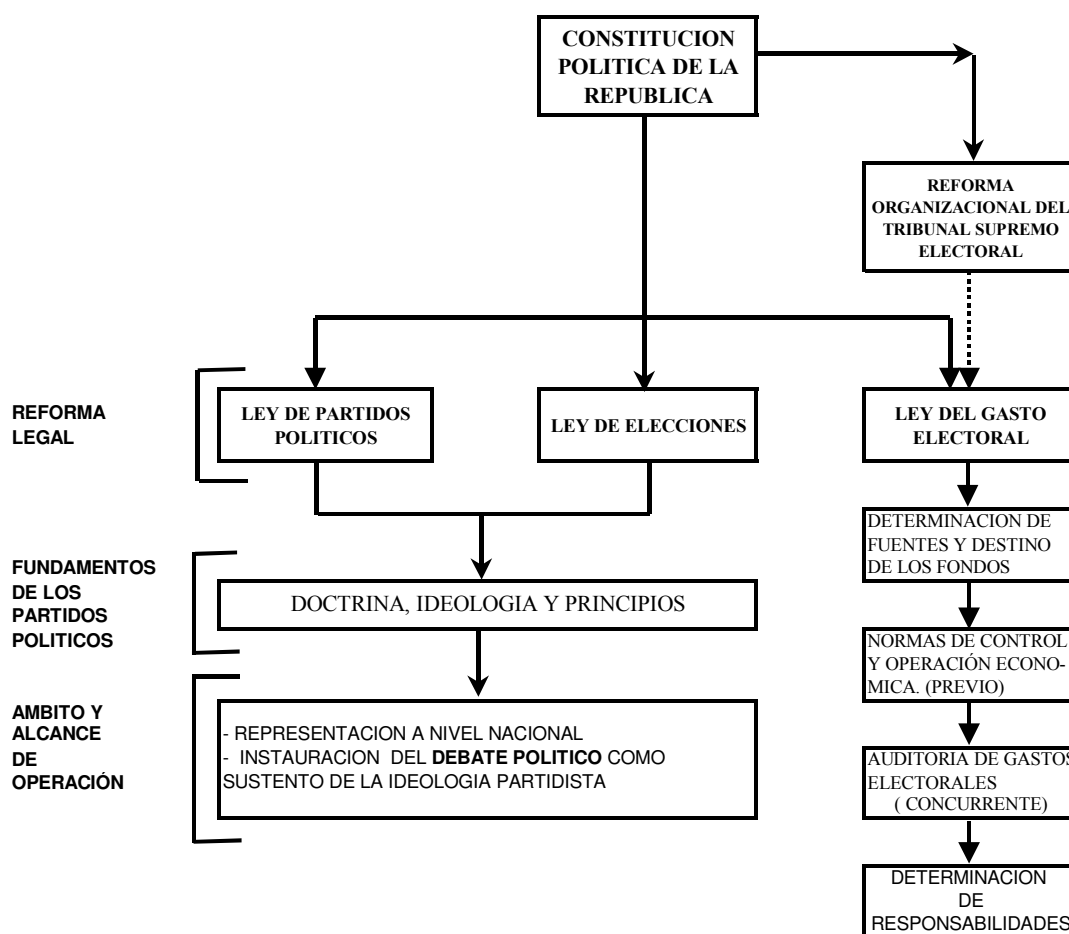 CONSTITUCION
POLITICA DE LA
REPUBLICA
REFORMA
ORGANIZACIONAL DEL
TRIBUNAL SUPREMO
ELECTORAL
REFORMA
LEGAL
LEY DE PARTIDOS
POLITICOS
LEY DE ELECCIONES
LEY DEL GASTO
ELECTORAL
DETERMINACION DE
FUENTES Y DESTINO
DE LOS FONDOS
FUNDAMENTOS
DE LOS
PARTIDOS
POLITICOS
DOCTRINA, IDEOLOGIA Y PRINCIPIOS
NORMAS DE CONTROL
Y OPERACIÓN ECONO-
MICA. (PREVIO)
AMBITO Y
ALCANCE
DE
OPERACIÓN
- REPRESENTACION A NIVEL NACIONAL
- INSTAURACION DEL DEBATE POLITICO COMO
SUSTENTO DE LA IDEOLOGIA PARTIDISTA
AUDITORIA DE GASTOS
ELECTORALES
( CONCURRENTE)
DETERMINACION
DE
RESPONSABILIDADES